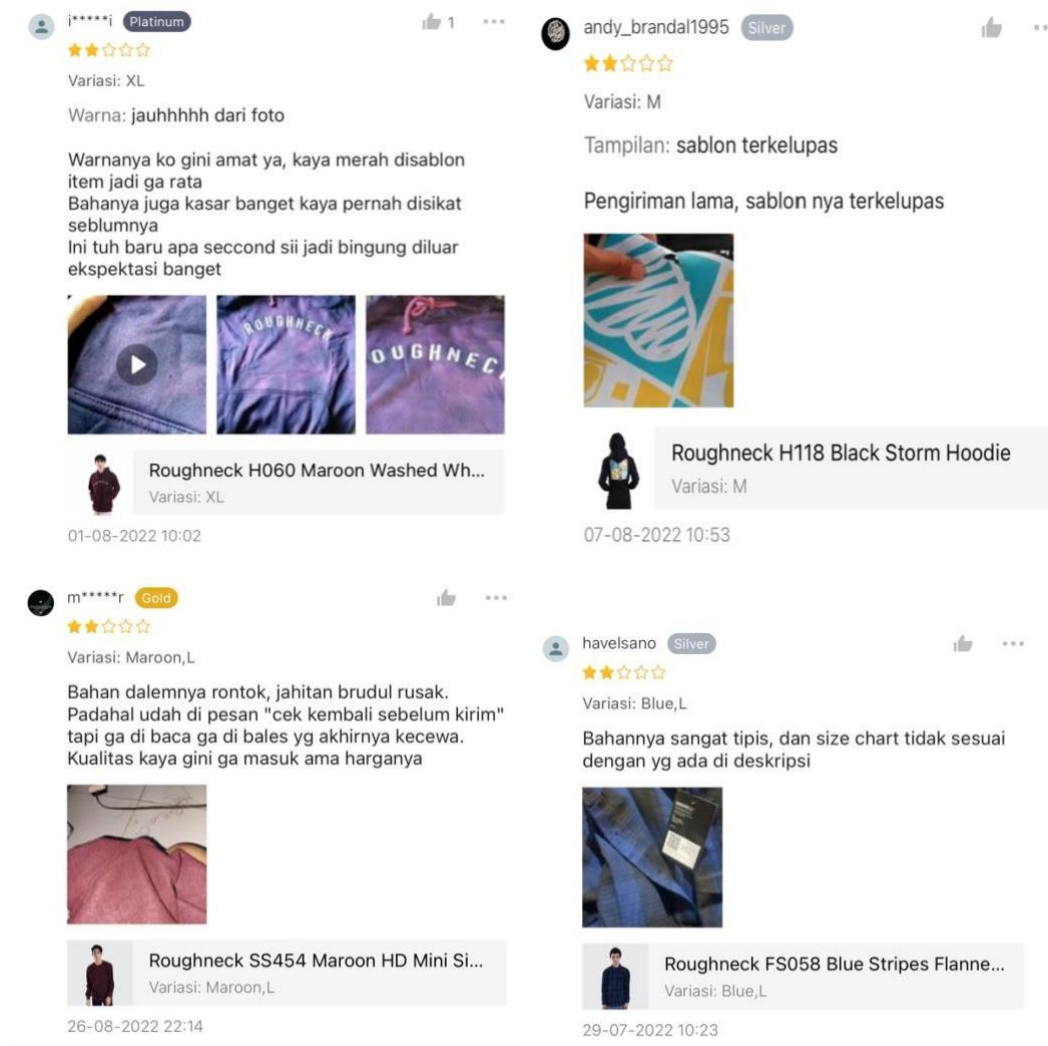 i*****i Platinum
1
Variasi: XL
Warna: jauhhhhh dari foto
Warnanya ko gini amat ya, kaya merah disablon
item jadi ga rata
Bahanya juga kasar banget kaya pernah disikat
seblumnya
Ini tuh baru apa seccond sii jadi bingung diluar
ekspektasi banget
ROUGHNECK
OUGHNEC
Roughneck H060 Maroon Washed Wh...
Variasi: XL
01-08-2022 10:02
andy_brandal1995 Silver
Variasi: M
Tampilan: sablon terkelupas
Pengiriman lama, sablon nya terkelupas
Roughneck H118 Black Storm Hoodie
Variasi: M
07-08-2022 10:53
m*****r Gold
Variasi: Maroon,L
Bahan dalemnya rontok, jahitan brudul rusak.
Padahal udah di pesan "cek kembali sebelum kirim"
tapi ga di baca ga di bales yg akhirnya kecewa.
Kualitas kaya gini ga masuk ama harganya
Roughneck SS454 Maroon HD Mini Si...
Variasi: Maroon,L
26-08-2022 22:14
havelsano Silver
Variasi: Blue,L
Bahannya sangat tipis, dan size chart tidak sesuai
dengan yg ada di deskripsi
Roughneck FS058 Blue Stripes Flanne...
Variasi: Blue,L
29-07-2022 10:23